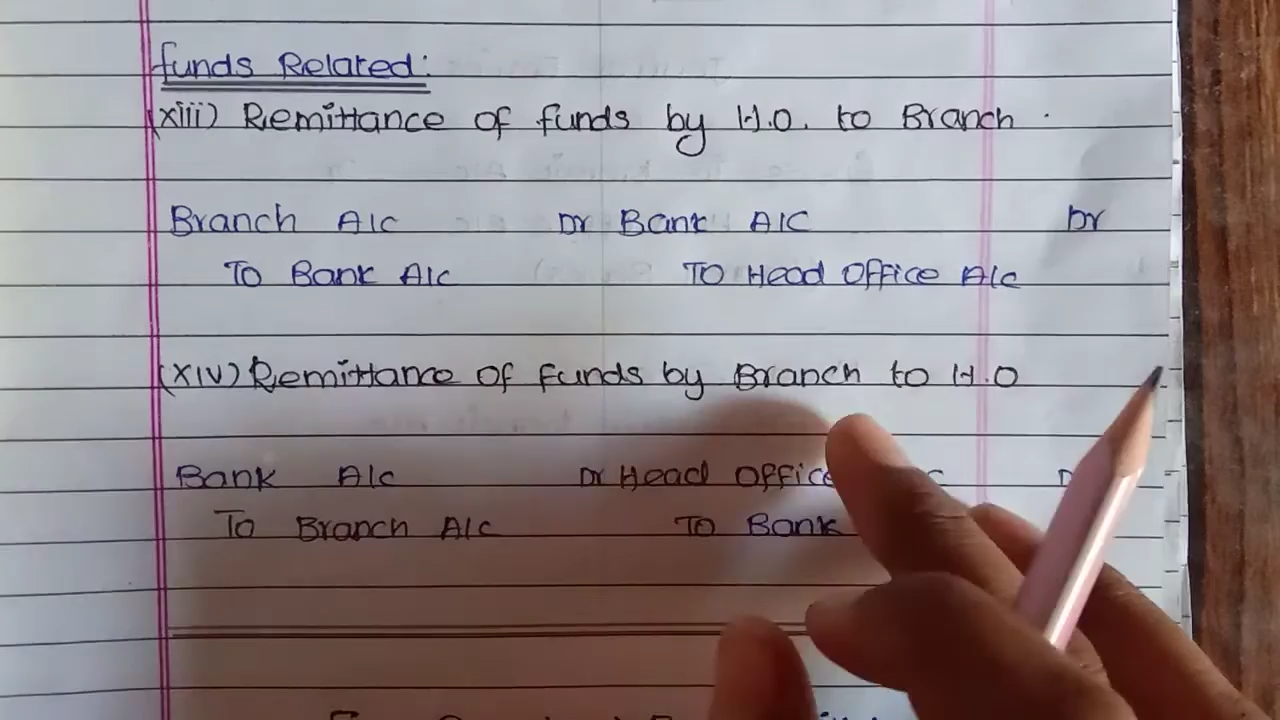 funds Related:
(xiii) Remittance of funds by H.O. to Branch.
Branch A/C Dr Bank A/C Dr
To Bank A/C To Head Office A/C
(XIV) Remittance of funds by Branch to H.O
Bank A/C Dr Head Office
To Branch A/C To Bank